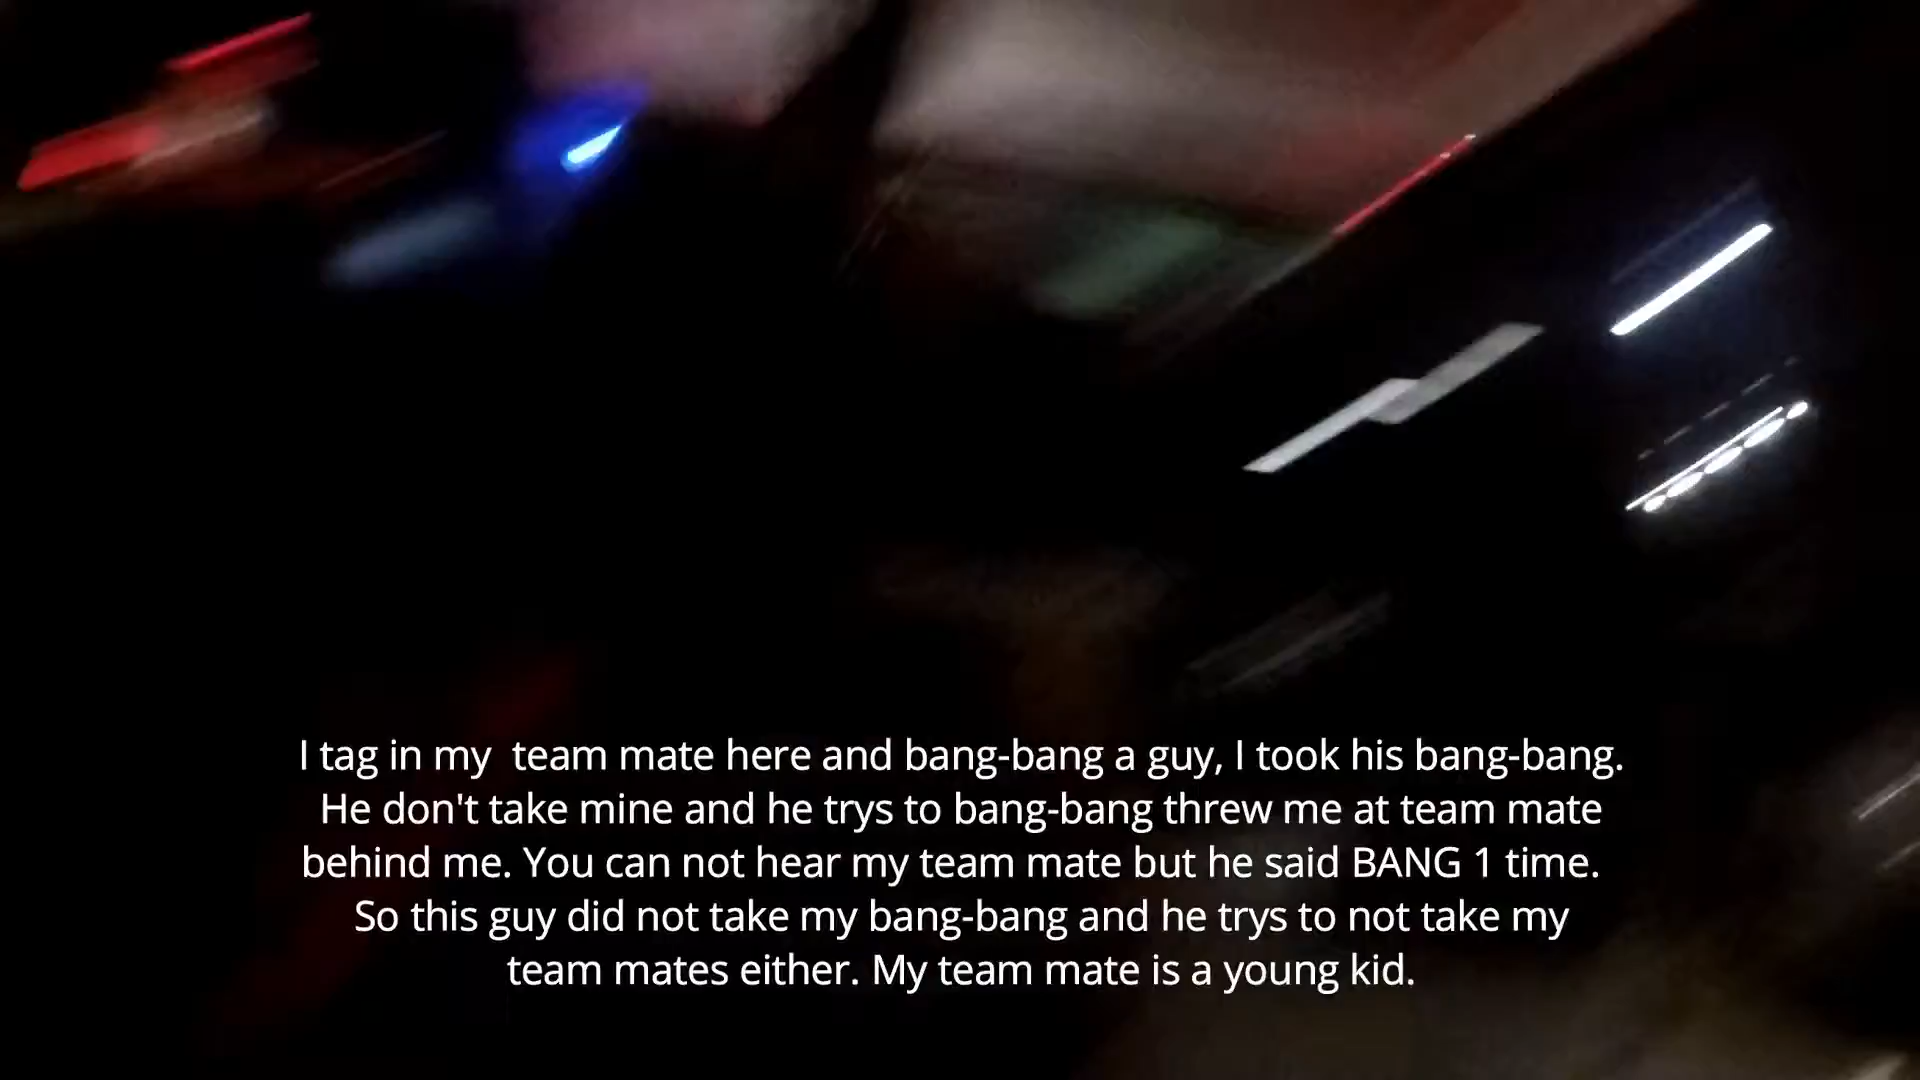 I tag in my  team mate here and bang-bang a guy, I took his bang-bang.
He don't take mine and he trys to bang-bang threw me at team mate
behind me. You can not hear my team mate but he said BANG 1 time.
So this guy did not take my bang-bang and he trys to not take my
team mates either. My team mate is a young kid.